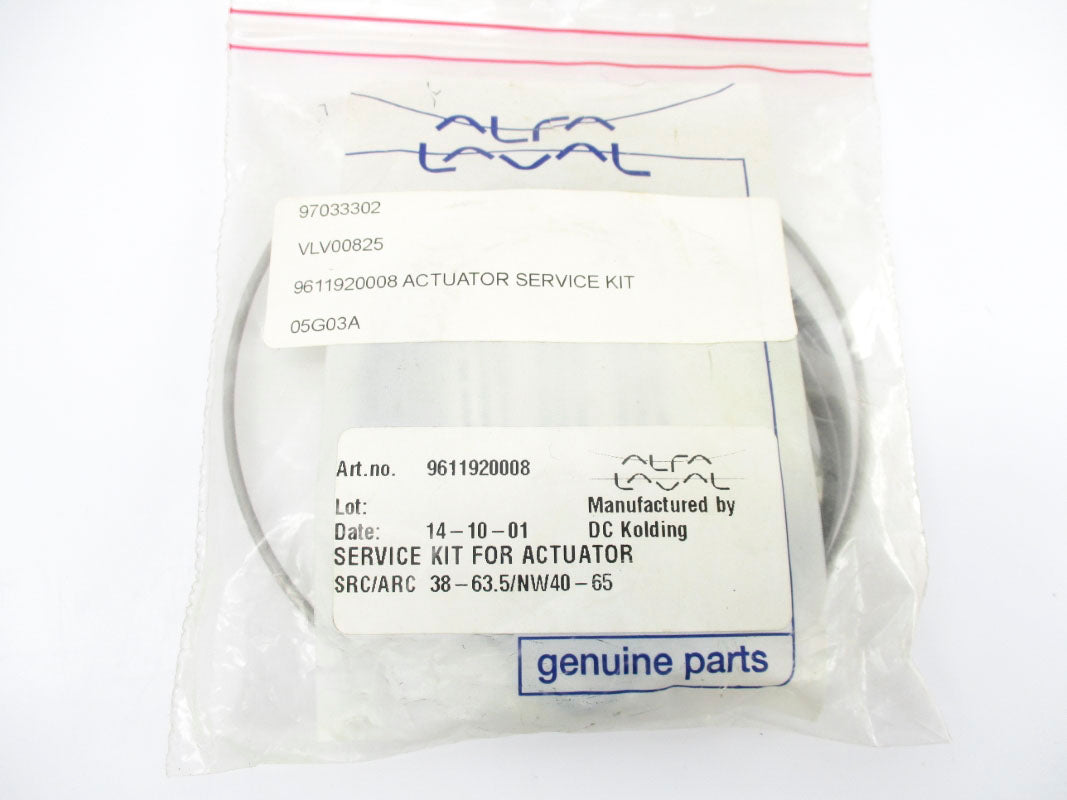 ALFA
LAVAL
97033302
VLV00825
9611920008 ACTUATOR SERVICE KIT
05G03A
Art.no. 9611920008
ALFA
LAVAL
Lot:
Manufactured by
Date: 14-10-01 DC Kolding
SERVICE KIT FOR ACTUATOR
SRC/ARC 38-63.5/NW40-65
genuine parts